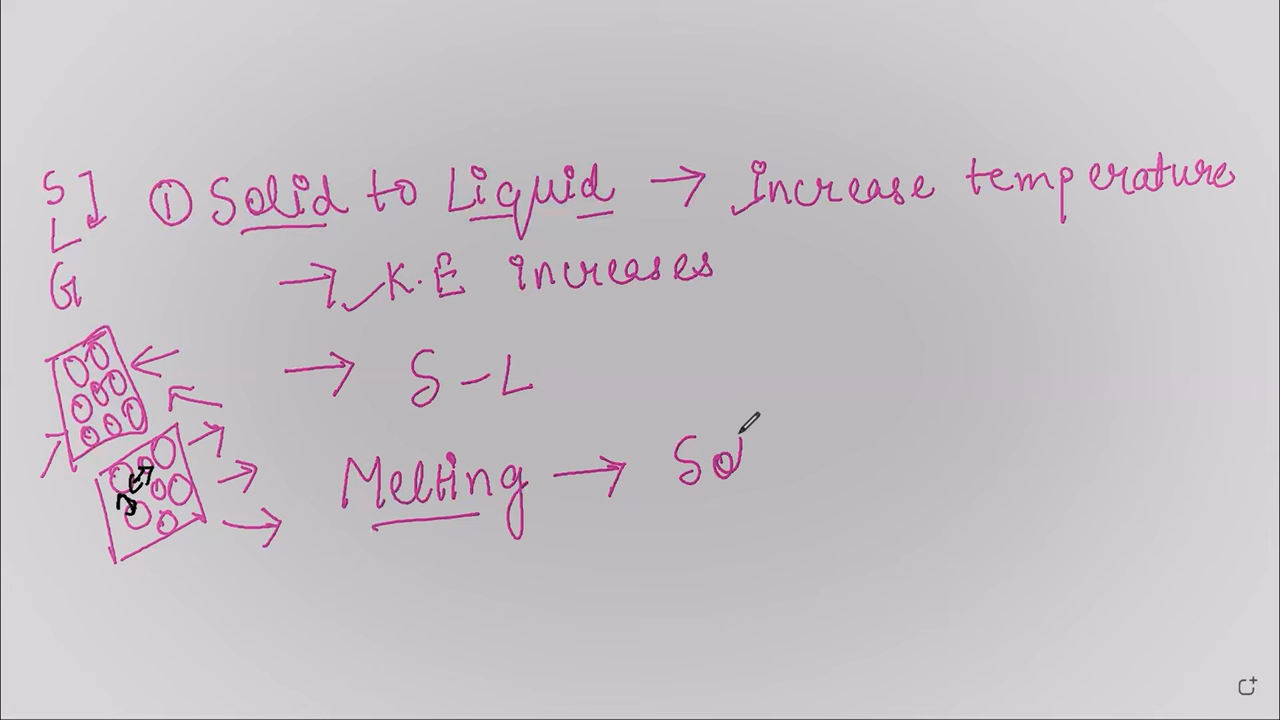 S
L
G
① Solid to Liquid → Increase temperature
→ K.E increases
→ S-L
Melting → So